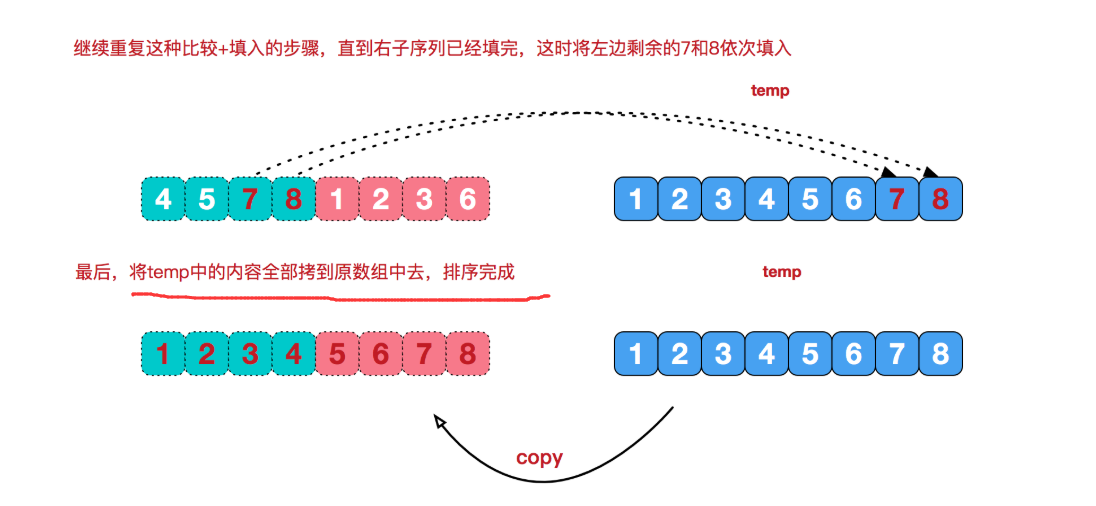 继续重复这种比较+填入的步骤，直到右子序列已经填完，这时将左边剩余的7和8依次填入
temp
4 5 7 8 1 2 3 6
1 2 3 4 5 6 7 8
最后，将temp中的内容全部拷到原数组中去，排序完成
temp
1 2 3 4 5 6 7 8
1 2 3 4 5 6 7 8
copy